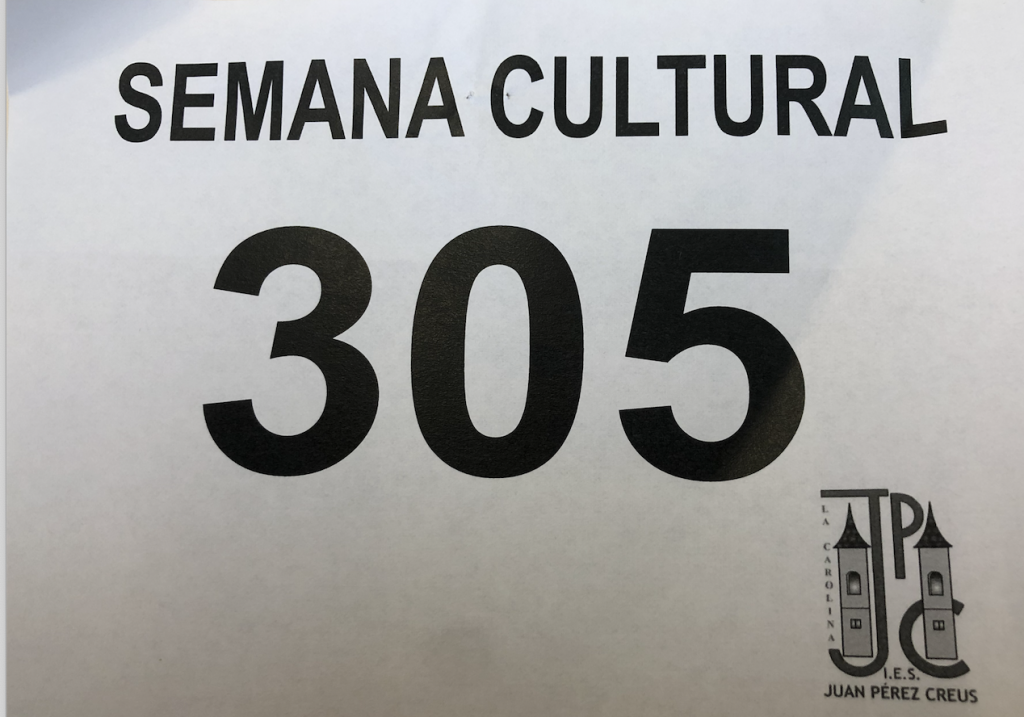 SEMANA CULTURAL
305
JPC
LA CAROLINA
I.E.S.
JUAN PÉREZ CREUS